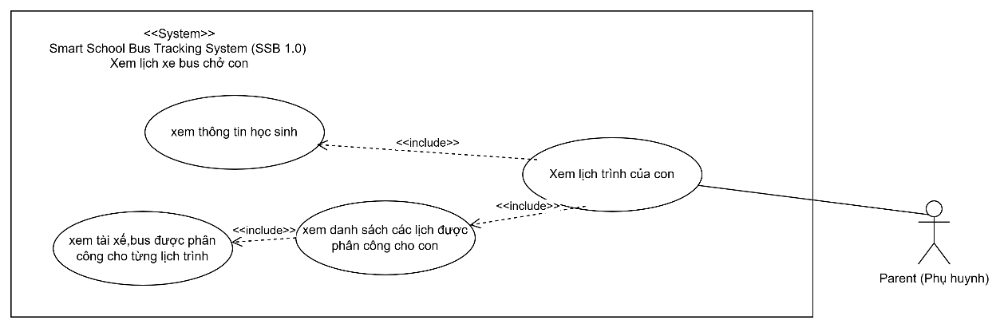 <<System>>
Smart School Bus Tracking System (SSB 1.0)
Xem lịch xe bus chở con
xem thông tin học sinh
<<include>>
Xem lịch trình của con
<<include>>
xem danh sách các lịch được
phân công cho con
<<include>>
xem tài xế,bus được phân
công cho từng lịch trình
Parent (Phụ huynh)